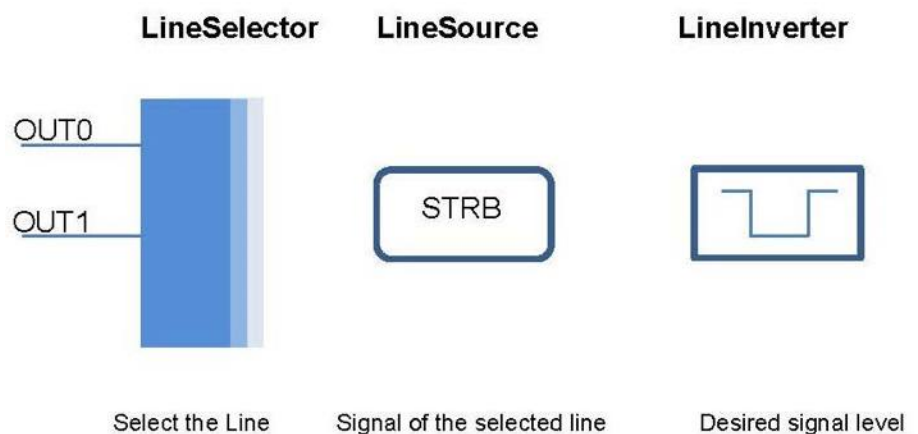 LineSelector LineSource LineInverter
OUT0
STRB
OUT1
Select the Line Signal of the selected line Desired signal level